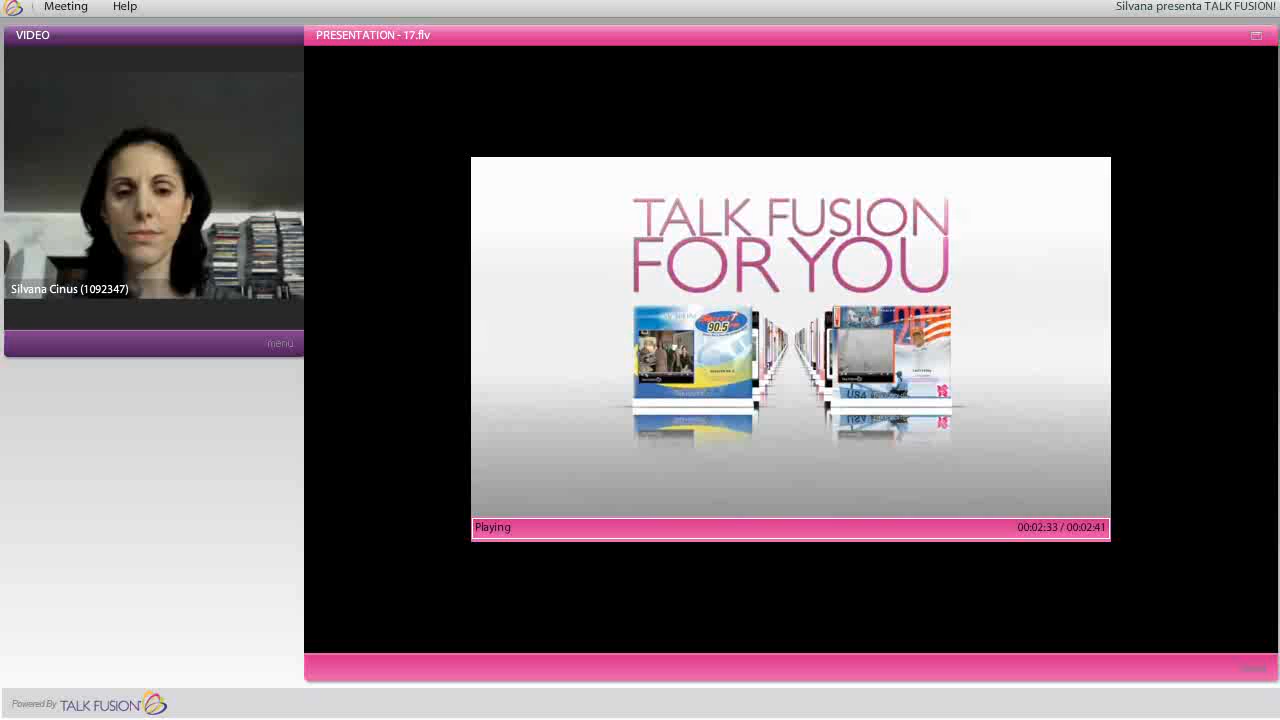 Meeting Help
Silvana presenta TALK FUSION!
VIDEO
PRESENTATION - 17.flv
Silvana Cinus (1092347)
menu
TALK FUSION
FOR YOU
90.5
USA
Playing
00:02:33 / 00:02:41
Powered By TALK FUSION